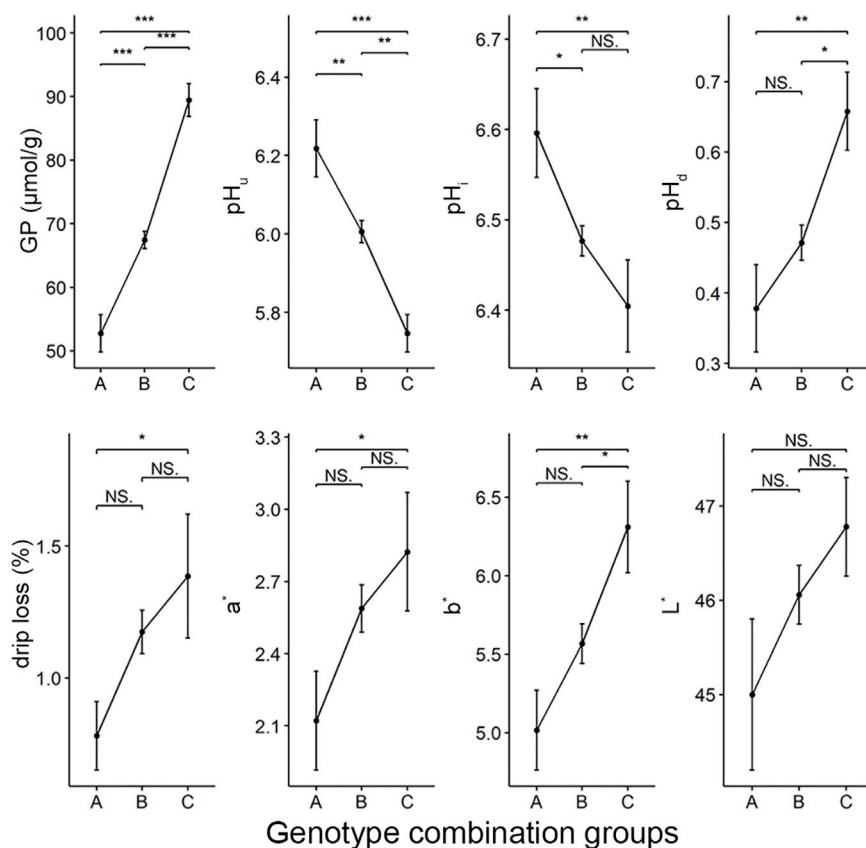 ***
***
***
GP (μmol/g)
100
90
80
70
60
50
A B C
***
**
**
pHu
6.4
6.2
6.0
5.8
A B C
**
NS.
*
pHi
6.7
6.6
6.5
6.4
A B C
**
*
NS.
pHd
0.7
0.6
0.5
0.4
0.3
A B C
*
NS.
NS.
drip loss (%)
1.5
1.0
A B C
*
NS.
NS.
a*
3.3
3.0
2.7
2.4
2.1
A B C
**
*
NS.
b*
6.5
6.0
5.5
5.0
A B C
NS.
NS.
NS.
L*
47
46
45
A B C
Genotype combination groups